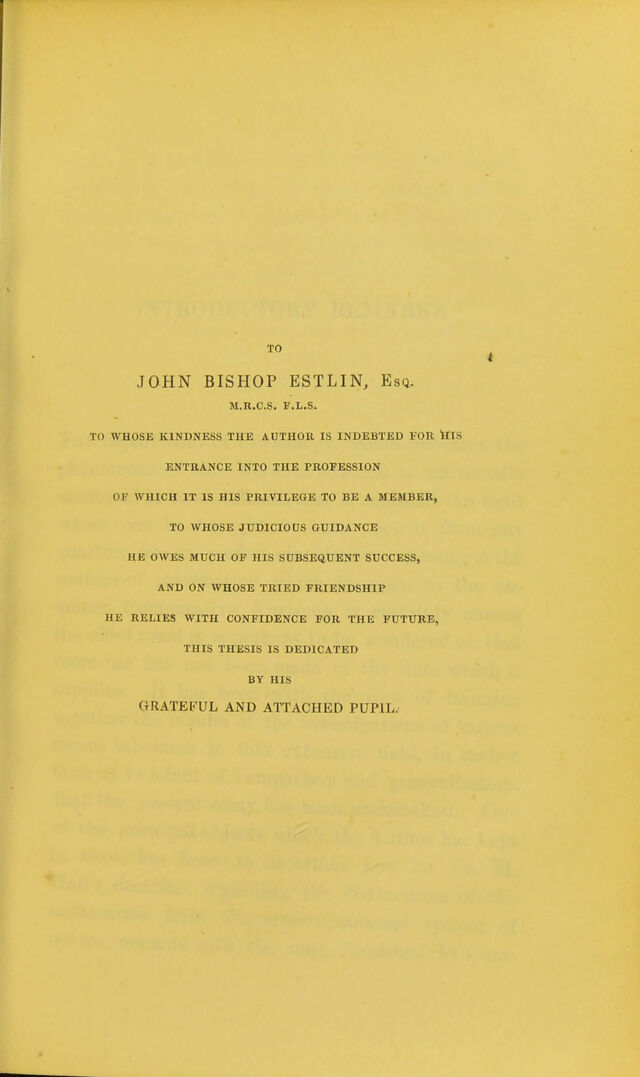 TO
JOHN BISHOP ESTLIN, Esq.
M.R.C.S. F.L.S.
TO WHOSE KINDNESS THE AUTHOR IS INDEBTED FOR HIS
ENTRANCE INTO THE PROFESSION
OF WHICH IT IS HIS PRIVILEGE TO BE A MEMBER,
TO WHOSE JUDICIOUS GUIDANCE
HE OWES MUCH OF HIS SUBSEQUENT SUCCESS,
AND ON WHOSE TRIED FRIENDSHIP
HE RELIES WITH CONFIDENCE FOR THE FUTURE,
THIS THESIS IS DEDICATED
BY HIS
GRATEFUL AND ATTACHED PUPIL.